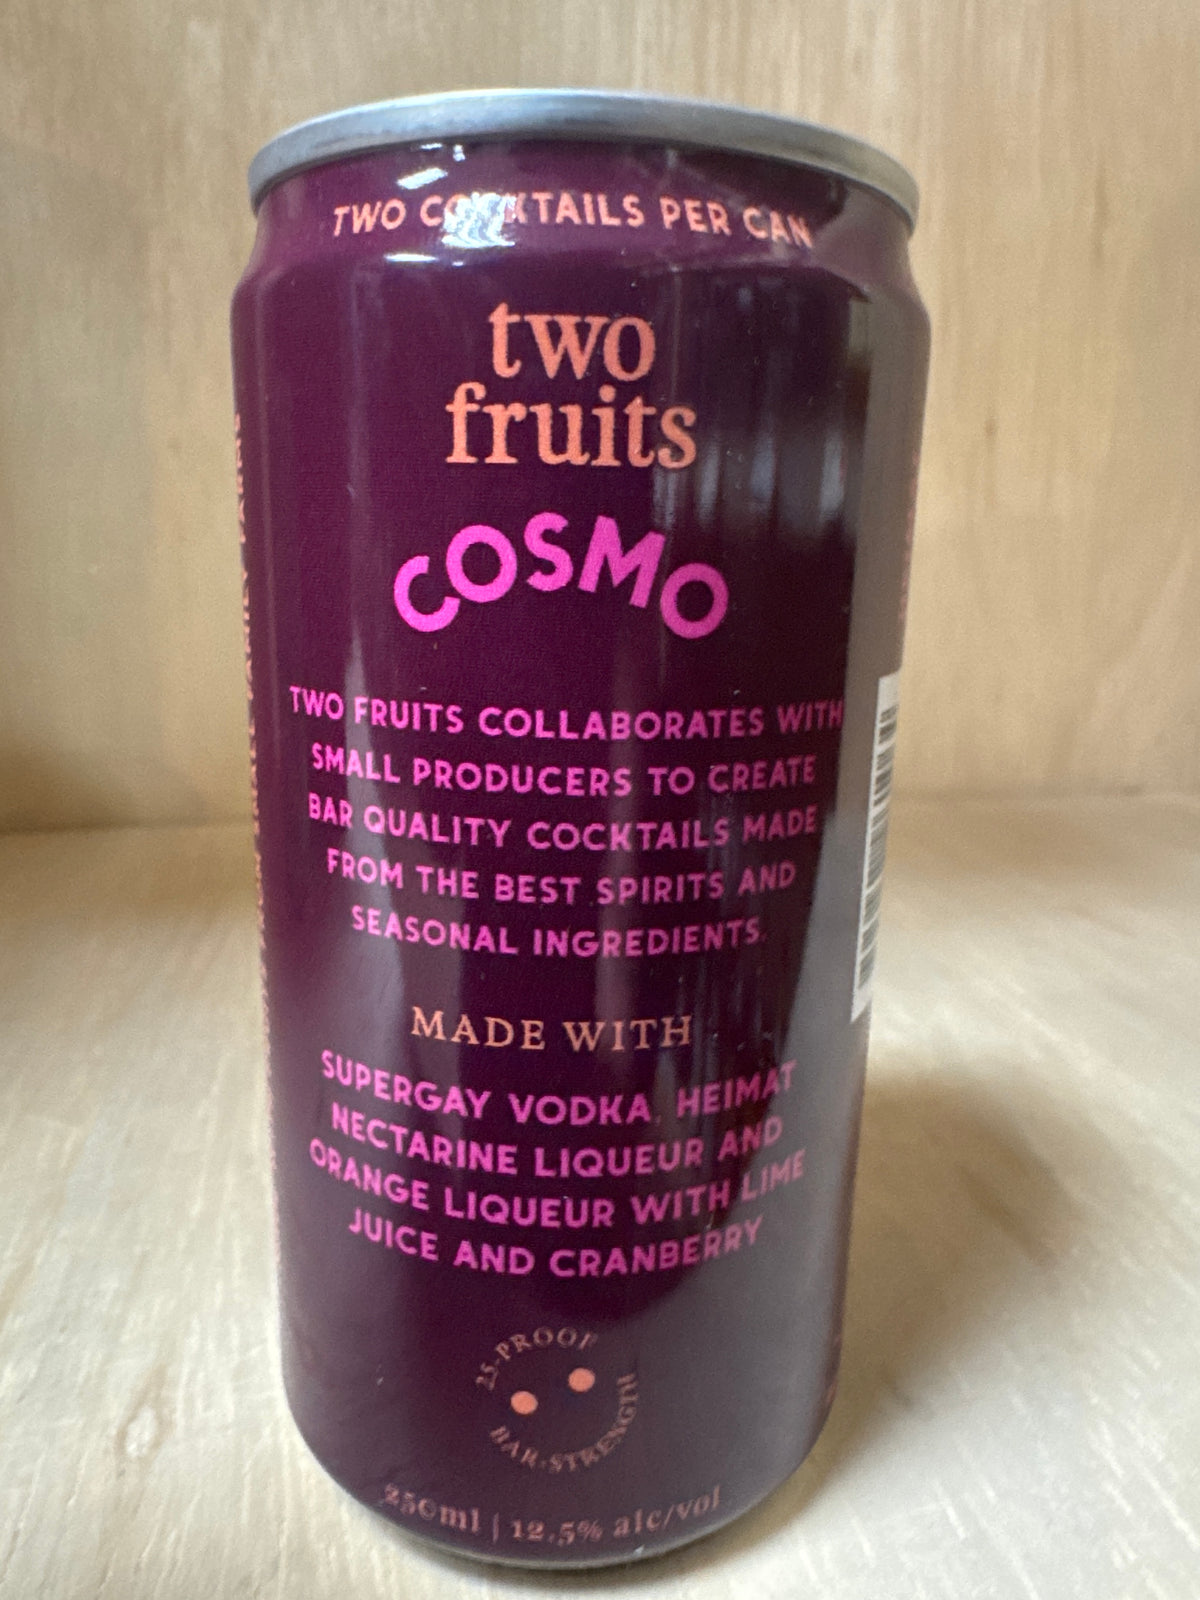 TWO COCKTAILS PER CAN
two
fruits
COSMO
TWO FRUITS COLLABORATES WITH
SMALL PRODUCERS TO CREATE
BAR QUALITY COCKTAILS MADE
FROM THE BEST SPIRITS AND
SEASONAL INGREDIENTS.
MADE WITH
SUPERGAY VODKA, HEIMAT
NECTARINE LIQUEUR AND
ORANGE LIQUEUR WITH LIME
JUICE AND CRANBERRY
25-PROOF
BAR-STRENGTH
250ml | 12.5% alc/vol